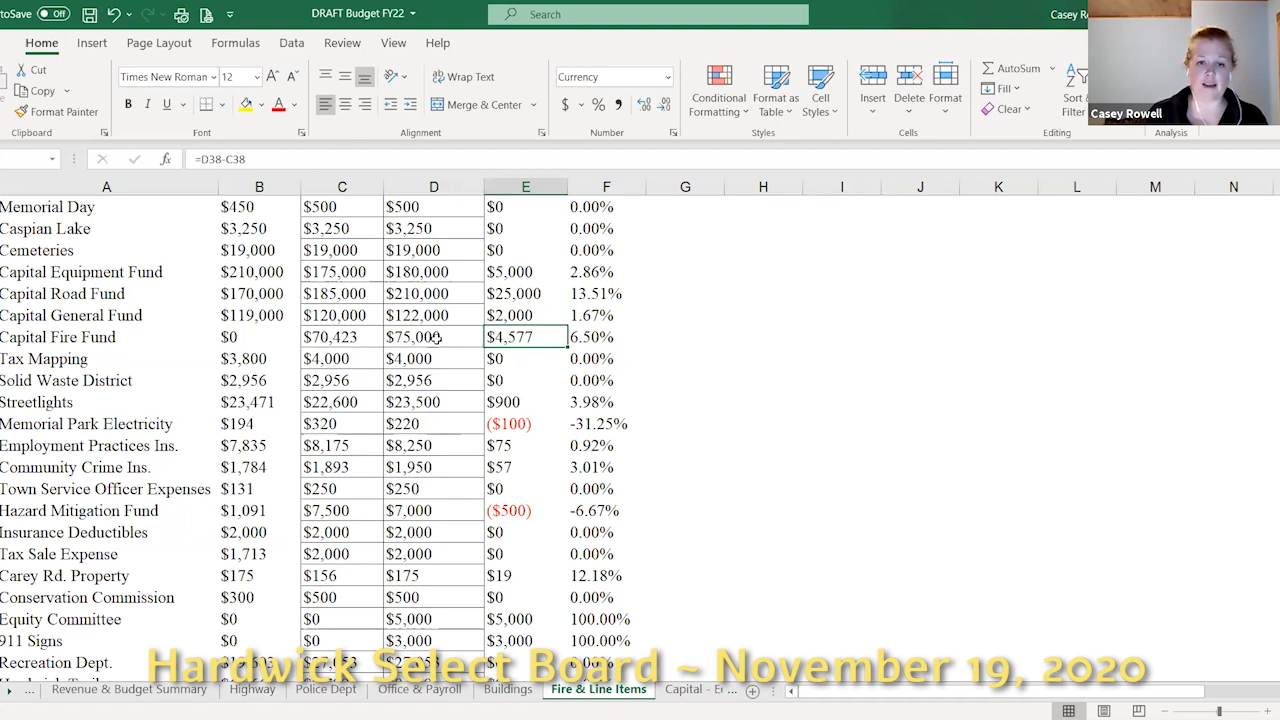 utoSave Off DRAFT Budget FY22 Search Casey Ro
Home Insert Page Layout Formulas Data Review View Help
Cut
Copy
Format Painter
Clipboard
Times New Roman 12 A A
B I U A
Font
Wrap Text
Merge & Center
Alignment
Currency
$ %
Number
Conditional Formatting
Format as Table
Cell Styles
Styles
Insert Delete Format
Cells
AutoSum
Fill
Clear
Sort &
Filter
Editing
Analysis
Casey Rowell
fx =D38-C38
A B C D E F G H I J K L M N
Memorial Day $450 $500 $500 $0 0.00%
Caspian Lake $3,250 $3,250 $3,250 $0 0.00%
Cemeteries $19,000 $19,000 $19,000 $0 0.00%
Capital Equipment Fund $210,000 $175,000 $180,000 $5,000 2.86%
Capital Road Fund $170,000 $185,000 $210,000 $25,000 13.51%
Capital General Fund $119,000 $120,000 $122,000 $2,000 1.67%
Capital Fire Fund $0 $70,423 $75,000 $4,577 6.50%
Tax Mapping $3,800 $4,000 $4,000 $0 0.00%
Solid Waste District $2,956 $2,956 $2,956 $0 0.00%
Streetlights $23,471 $22,600 $23,500 $900 3.98%
Memorial Park Electricity $194 $320 $220 ($100) -31.25%
Employment Practices Ins. $7,835 $8,175 $8,250 $75 0.92%
Community Crime Ins. $1,784 $1,893 $1,950 $57 3.01%
Town Service Officer Expenses $131 $250 $250 $0 0.00%
Hazard Mitigation Fund $1,091 $7,500 $7,000 ($500) -6.67%
Insurance Deductibles $2,000 $2,000 $2,000 $0 0.00%
Tax Sale Expense $1,713 $2,000 $2,000 $0 0.00%
Carey Rd. Property $175 $156 $175 $19 12.18%
Conservation Commission $300 $500 $500 $0 0.00%
Equity Committee $0 $0 $5,000 $5,000 100.00%
911 Signs $0 $0 $3,000 $3,000 100.00%
Recreation Dept.
Hardwick Select Board ~ November 19, 2020
... Revenue & Budget Summary Highway Police Dept Office & Payroll Buildings Fire & Line Items Capital - E ...